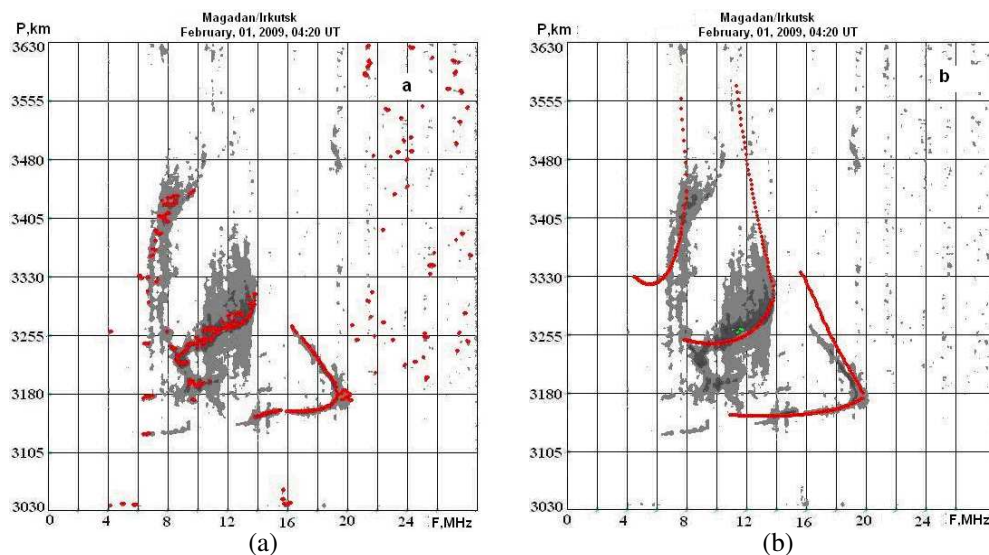 Magadan/Irkutsk
February, 01, 2009, 04:20 UT
P,km
a
3630
3555
3480
3405
3330
3255
3180
3105
3030
0 4 8 12 16 20 24 F,MHz
(a)
Magadan/Irkutsk
February, 01, 2009, 04:20 UT
P,km
b
3630
3555
3480
3405
3330
3255
3180
3105
3030
0 4 8 12 16 20 24 F,MHz
(b)